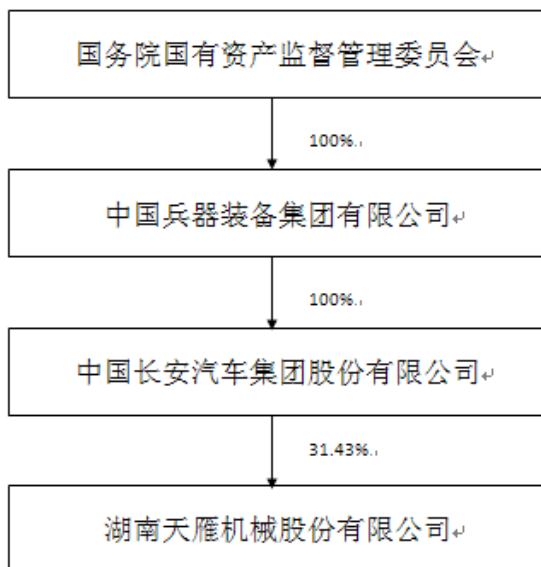 国务院国有资产监督管理委员会
100%
中国兵器装备集团有限公司
100%
中国长安汽车集团股份有限公司
31.43%
湖南天雁机械股份有限公司